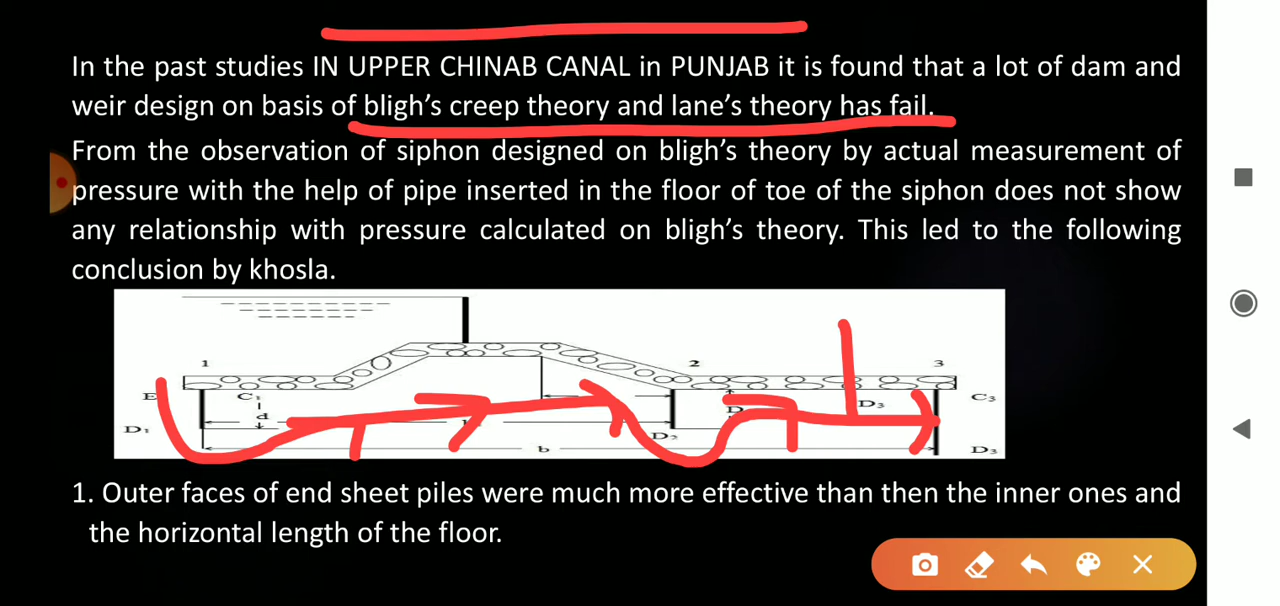 In the past studies IN UPPER CHINAB CANAL in PUNJAB it is found that a lot of dam and
weir design on basis of bligh's creep theory and lane's theory has fail.
From the observation of siphon designed on bligh's theory by actual measurement of
pressure with the help of pipe inserted in the floor of toe of the siphon does not show
any relationship with pressure calculated on bligh's theory. This led to the following
conclusion by khosla.
1 2 3
E C₁ C₃
d D D₃
D₁ D₂ D₃
b
1. Outer faces of end sheet piles were much more effective than then the inner ones and
the horizontal length of the floor.